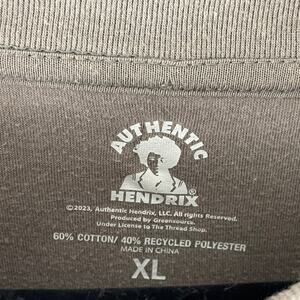 AUTHENTIC
HENDRIX
©2023, Authentic Hendrix, LLC. All rights Reserved.
Produced by Greensource.
Under License to The Thread Shop.
60% COTTON/ 40% RECYCLED POLYESTER
MADE IN CHINA
XL